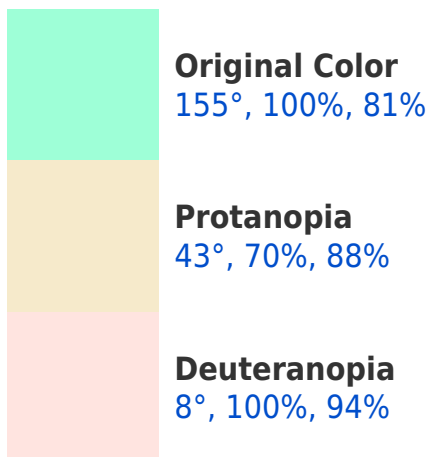 Original Color
155°, 100%, 81%
Protanopia
43°, 70%, 88%
Deuteranopia
8°, 100%, 94%